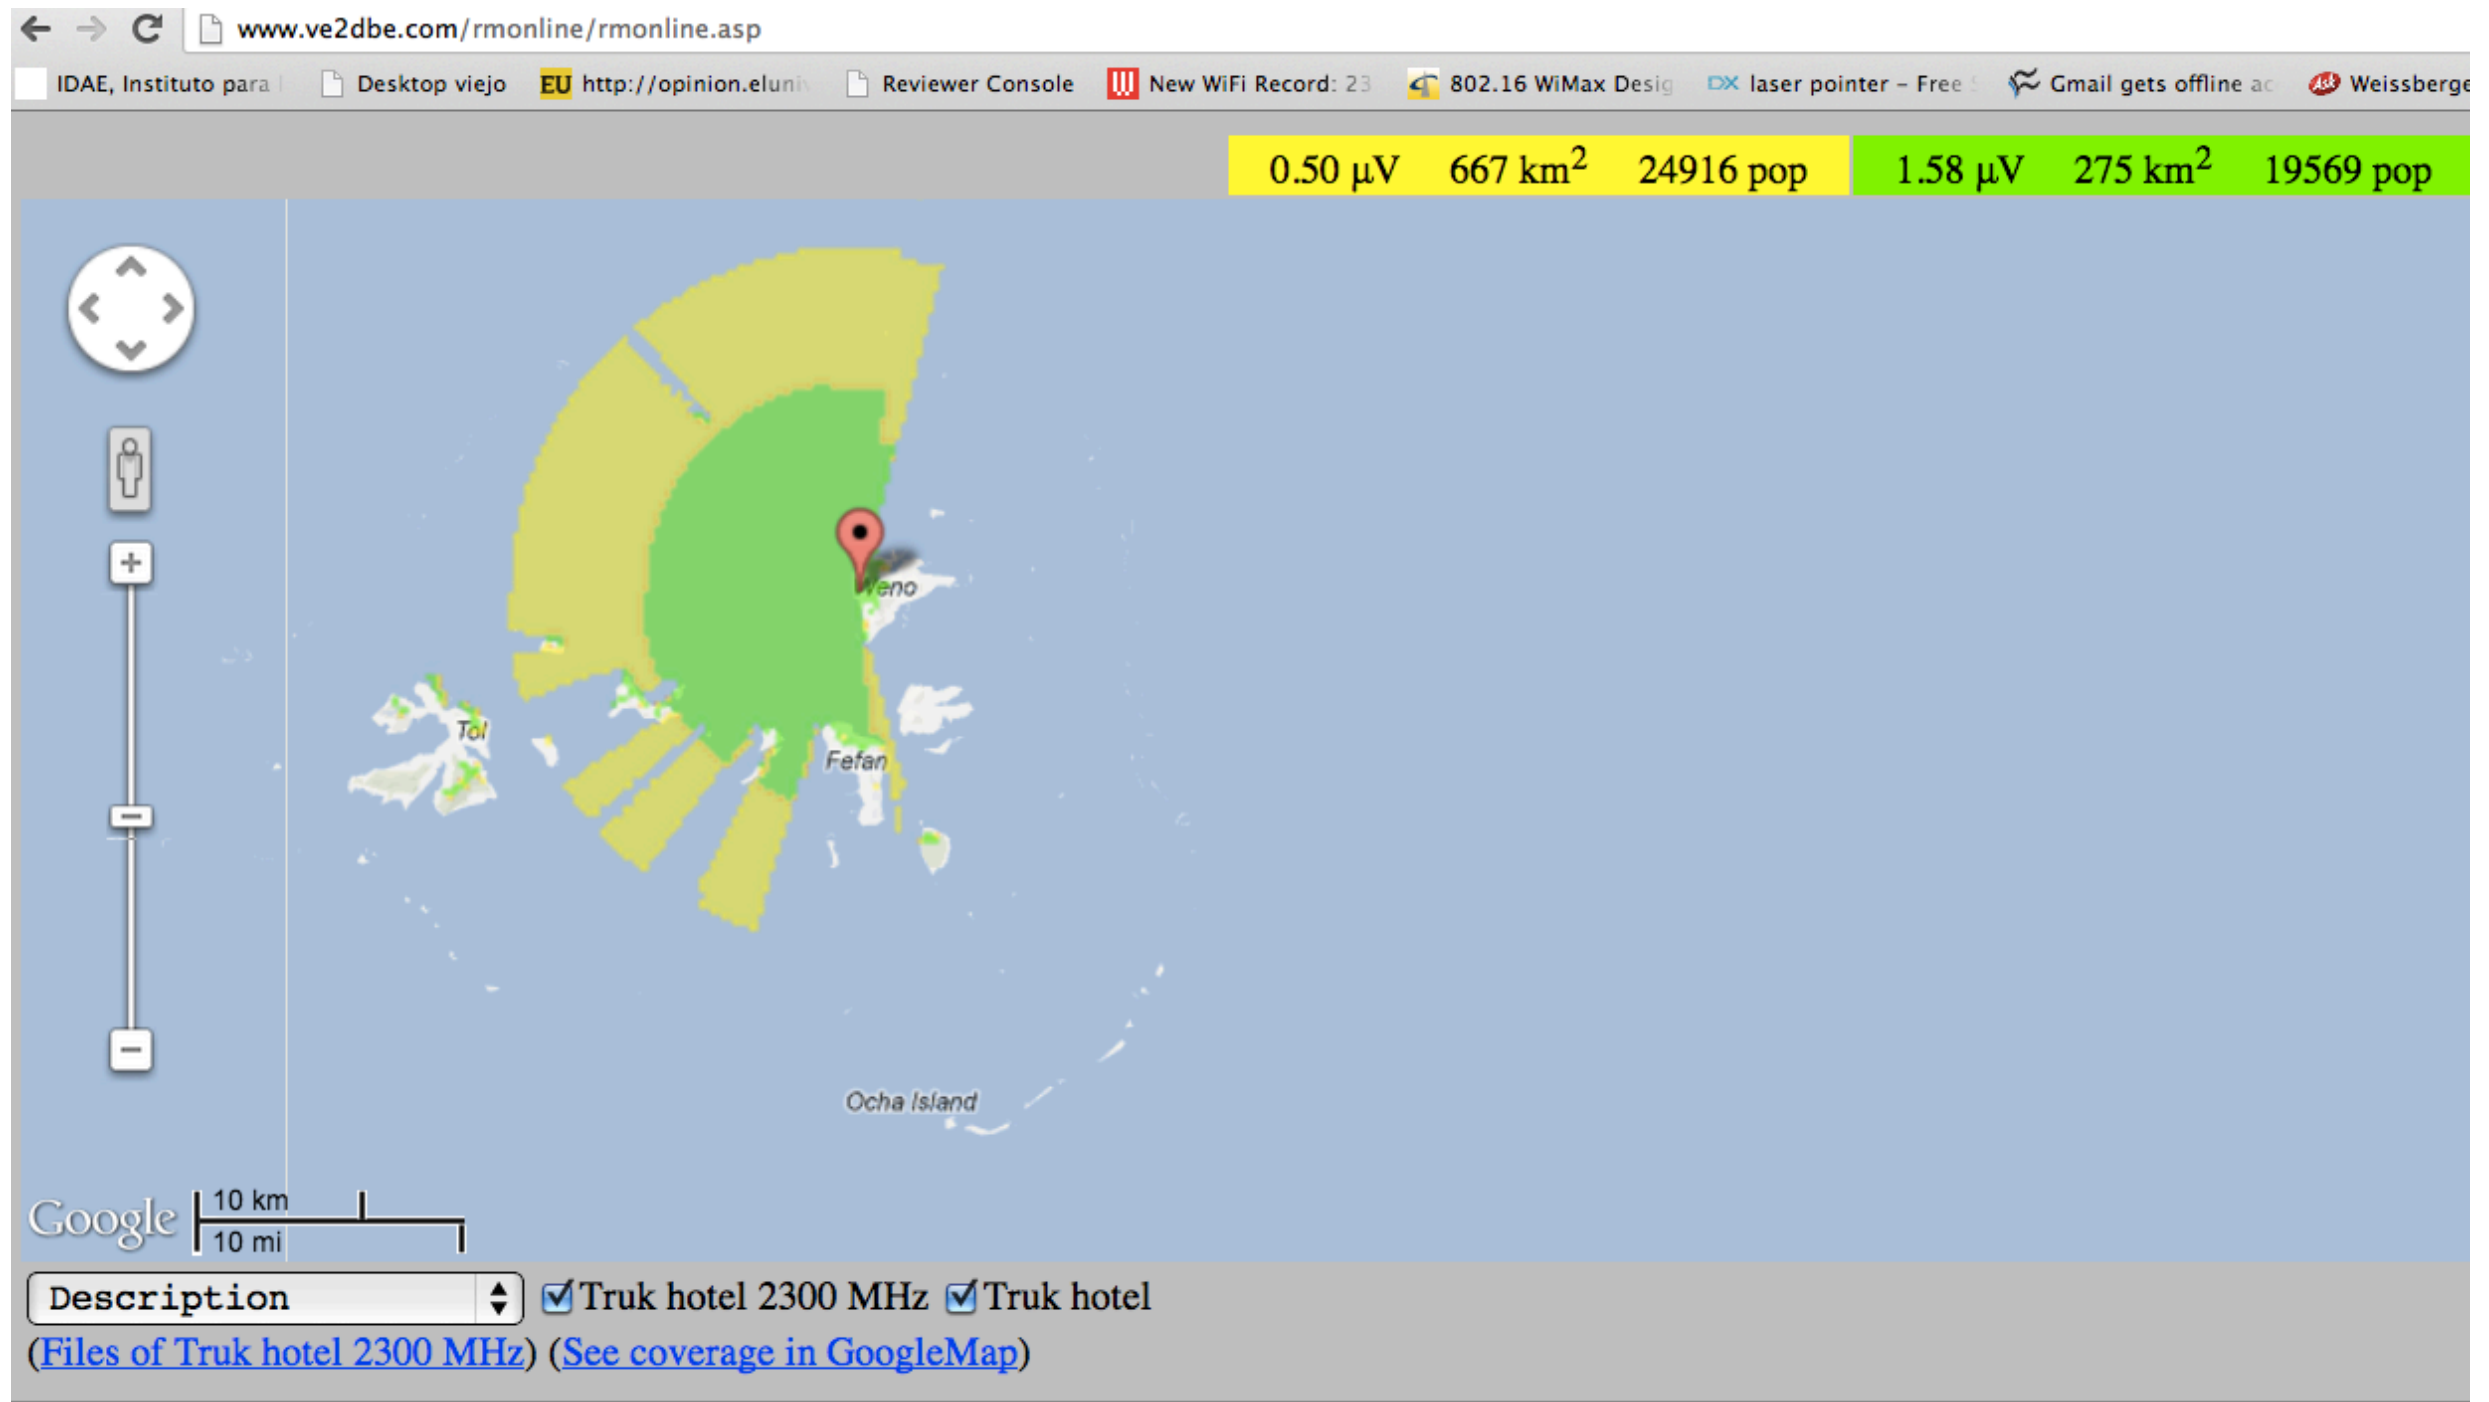 www.ve2dbe.com/rmonline/rmonline.asp
IDAE, Instituto para Desktop viejo EU http://opinion.eluni Reviewer Console New WiFi Record: 23 802.16 WiMax Desig DX laser pointer – Free Gmail gets offline ac Ask Weissberge
0.50 µV 667 km2 24916 pop 1.58 µV 275 km2 19569 pop
Weno
Tol
Fefan
Ocha Island
Google 10 km
10 mi
Description Truk hotel 2300 MHz Truk hotel
(Files of Truk hotel 2300 MHz) (See coverage in GoogleMap)